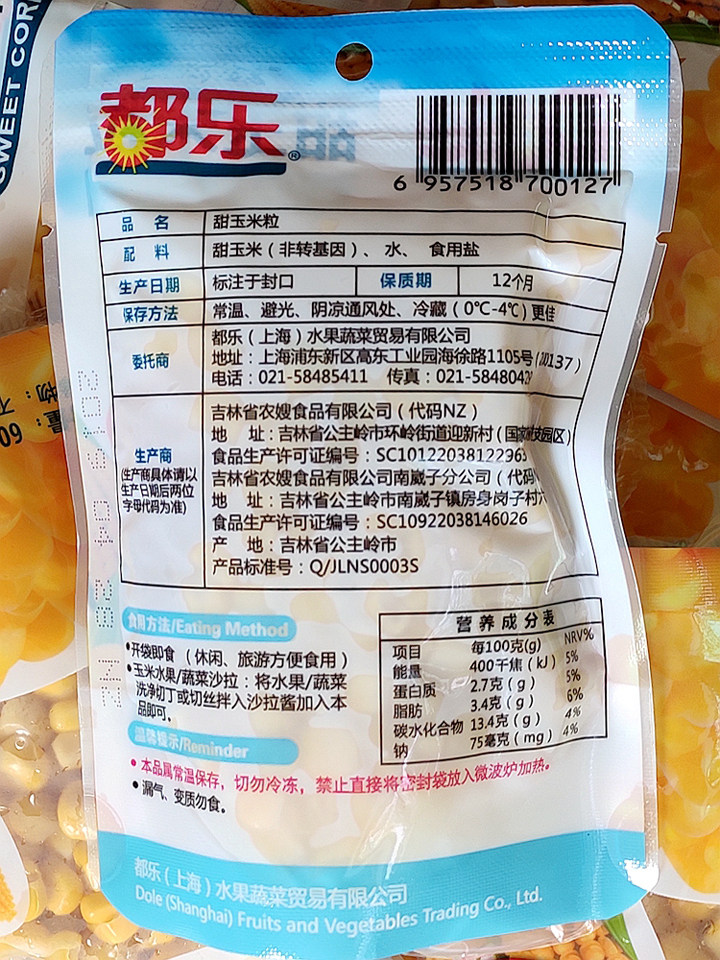 SWEET COR
都乐®
6 957518 700127
品 名 甜玉米粒
配 料 甜玉米（非转基因）、水、 食用盐
生产日期 标注于封口 保质期 12个月
保存方法 常温、避光、阴凉通风处、冷藏（0℃-4℃）更佳
委托商
都乐（上海）水果蔬菜贸易有限公司
地址：上海浦东新区高东工业园海徐路1105号
电话：021-58485411 传真：021-5848042
生产商
(生产商具体请以
生产日期后两位
字母代码为准)
吉林省农嫂食品有限公司（代码NZ）
地 址：吉林省公主岭市环岭街道迎新村
食品生产许可证编号：SC1012203812296
吉林省农嫂食品有限公司南崴子分公司（代码
地 址：吉林省公主岭市南崴子镇房身岗子村
食品生产许可证编号：SC10922038146026
产 地：吉林省公主岭市
产品标准号：Q/JLNS0003S
食用方法/Eating Method
•开袋即食（休闲、旅游方便食用）
•玉米水果/蔬菜沙拉：将水果/蔬菜
洗净切丁或切丝拌入沙拉酱加入本
品即可。
营养成分表
项目 每100克(g) NRV%
能量 400千焦（kJ） 5%
蛋白质 2.7克（g） 5%
脂肪 3.4克（g） 6%
碳水化合物 13.4克（g） 4%
钠 75毫克（mg） 4%
温馨提示/Reminder
•本品属常温保存，切勿冷冻，禁止直接将密封袋放入微波炉加热。
•漏气、变质勿食。
都乐（上海）水果蔬菜贸易有限公司
Dole (Shanghai) Fruits and Vegetables Trading Co., Ltd.